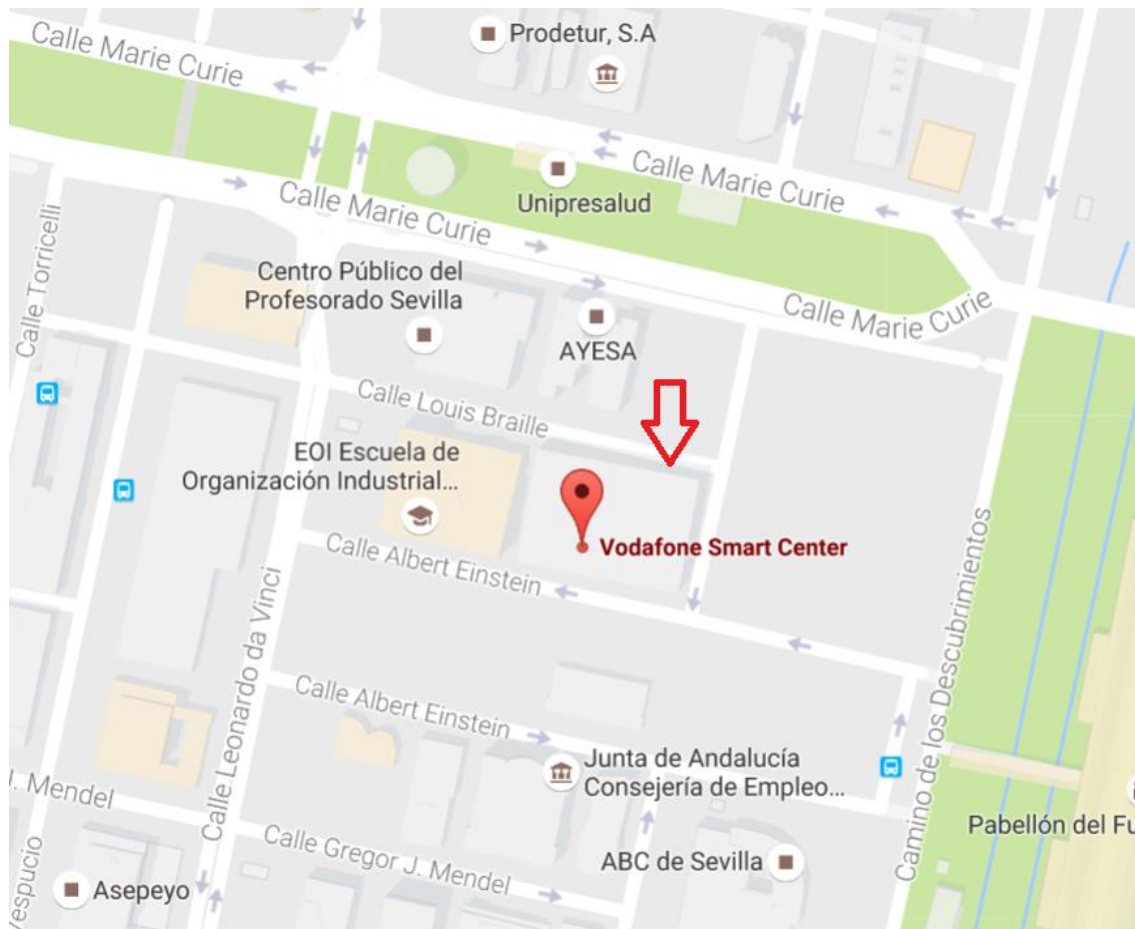 Calle Marie Curie
Prodetur, S.A
Calle Marie Curie
Unipresalud
Calle Marie Curie
Calle Torricelli
Centro Público del
Profesorado Sevilla
Calle Marie Curie
AYESA
Calle Louis Braille
EOI Escuela de
Organización Industrial...
Vodafone Smart Center
Calle Albert Einstein
Calle Leonardo da Vinci
Camino de los Descubrimientos
Calle Albert Einstein
Junta de Andalucía
Consejería de Empleo...
J. Mendel
Pabellón del Fu
Calle Gregor J. Mendel
ABC de Sevilla
Asepeyo
Vespucio